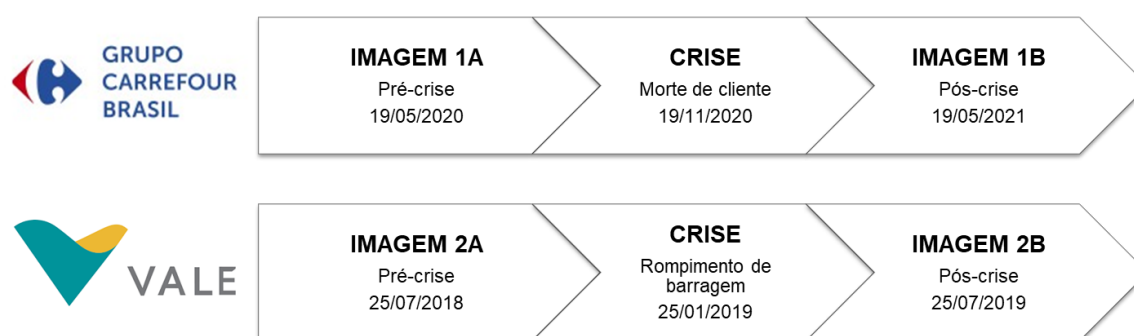 GRUPO
CARREFOUR
BRASIL
IMAGEM 1A
Pré-crise
19/05/2020
CRISE
Morte de cliente
19/11/2020
IMAGEM 1B
Pós-crise
19/05/2021
VALE
IMAGEM 2A
Pré-crise
25/07/2018
CRISE
Rompimento de
barragem
25/01/2019
IMAGEM 2B
Pós-crise
25/07/2019